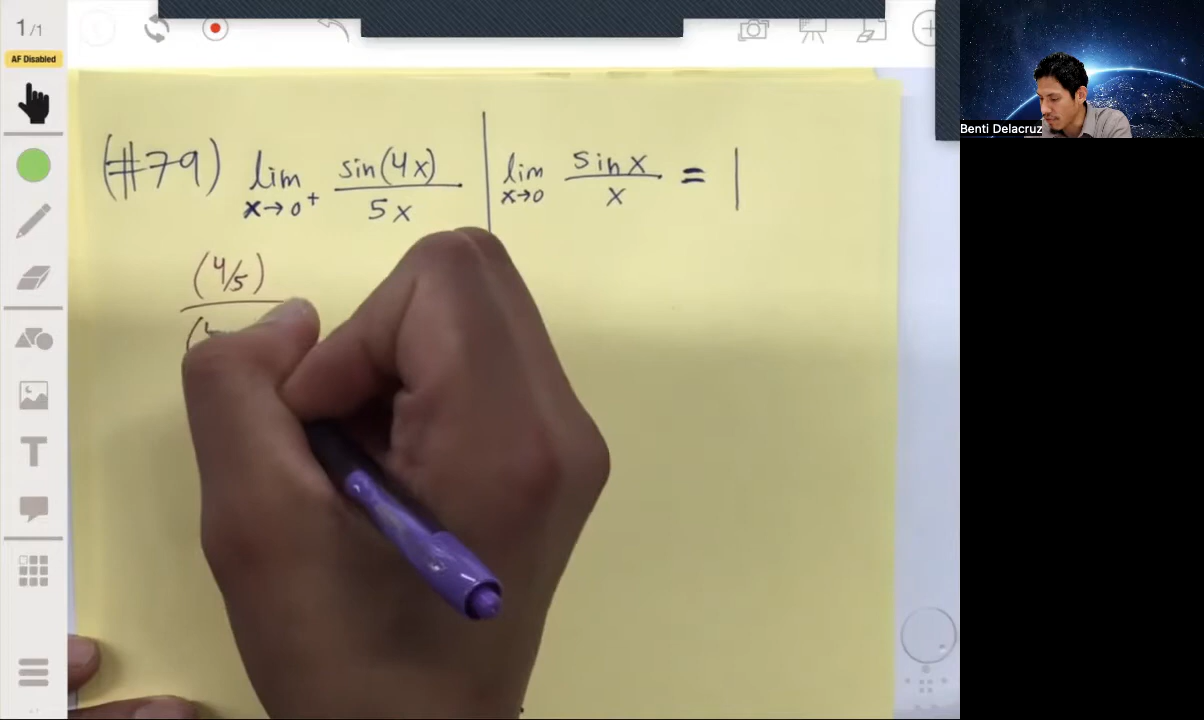 1/1
AF Disabled
(#79) lim x→0⁺ sin(4x)/5x | lim x→0 sin x/x = 1
(4/5)
T
Benti Delacruz